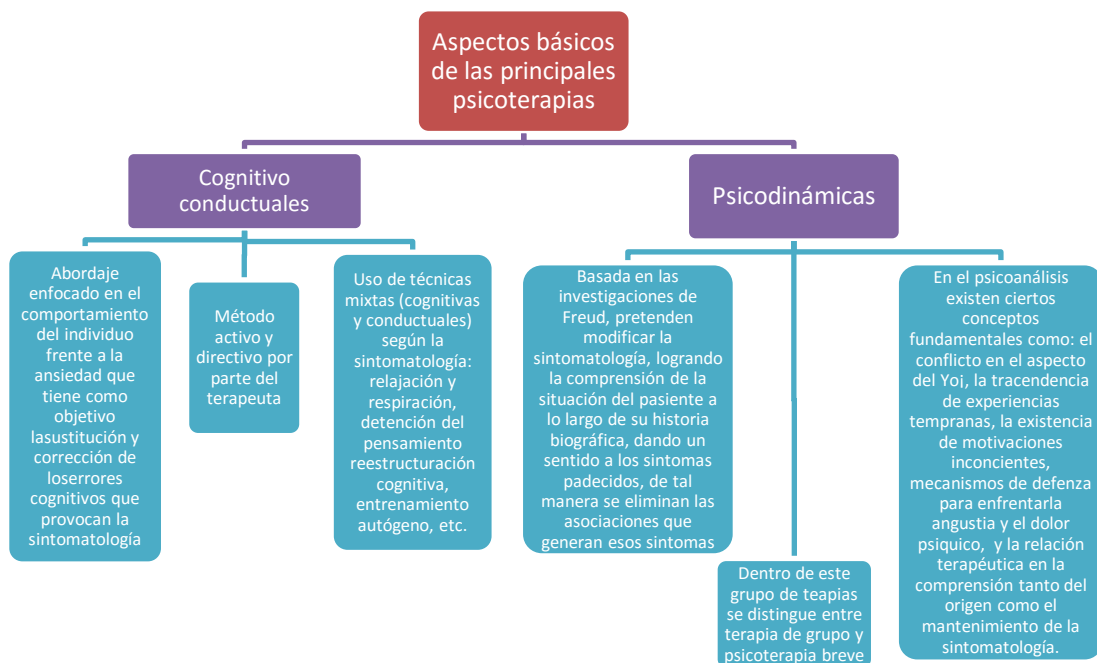 Aspectos básicos
de las principales
psicoterapias
Cognitivo
conductuales
Psicodinámicas
Abordaje
enfocado en el
comportamiento
del individuo
frente a la
ansiedad que
tiene como
objetivo
lasustitución y
corrección de
loserrores
cognitivos que
provocan la
sintomatología
Método
activo y
directivo por
parte del
terapeuta
Uso de técnicas
mixtas (cognitivas
y conductuales)
según la
sintomatología:
relajación y
respiración,
detención del
pensamiento
reestructuración
cognitiva,
entrenamiento
autógeno, etc.
Basada en las
investigaciones de
Freud, pretenden
modificar la
sintomatología, logrando
la comprensión de la
situación del pasiente a
lo largo de su historia
biográfica, dando un
sentido a los sintomas
padecidos, de tal
manera se eliminan las
asociaciones que
generan esos sintomas
Dentro de este
grupo de teapias
se distingue entre
terapia de grupo y
psicoterapia breve
En el psicoanálisis
existen ciertos
conceptos
fundamentales como: el
conflicto en el aspecto
del Yo¡, la tracendencia
de experiencias
tempranas, la existencia
de motivaciones
inconcientes,
mecanismos de defenza
para enfrentarla
angustia y el dolor
psiquico,  y la relación
terapéutica en la
comprensión tanto del
origen como el
mantenimiento de la
sintomatología.